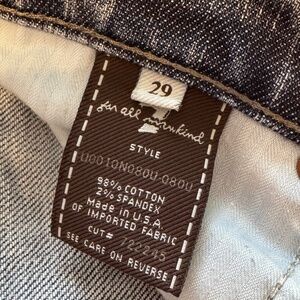 29
for all mankind
STYLE
U0010N080U-080U
98% COTTON
2% SPANDEX
Made in U.S.A
OF IMPORTED FABRIC
CUT# 722245
SEE CARE ON REVERSE